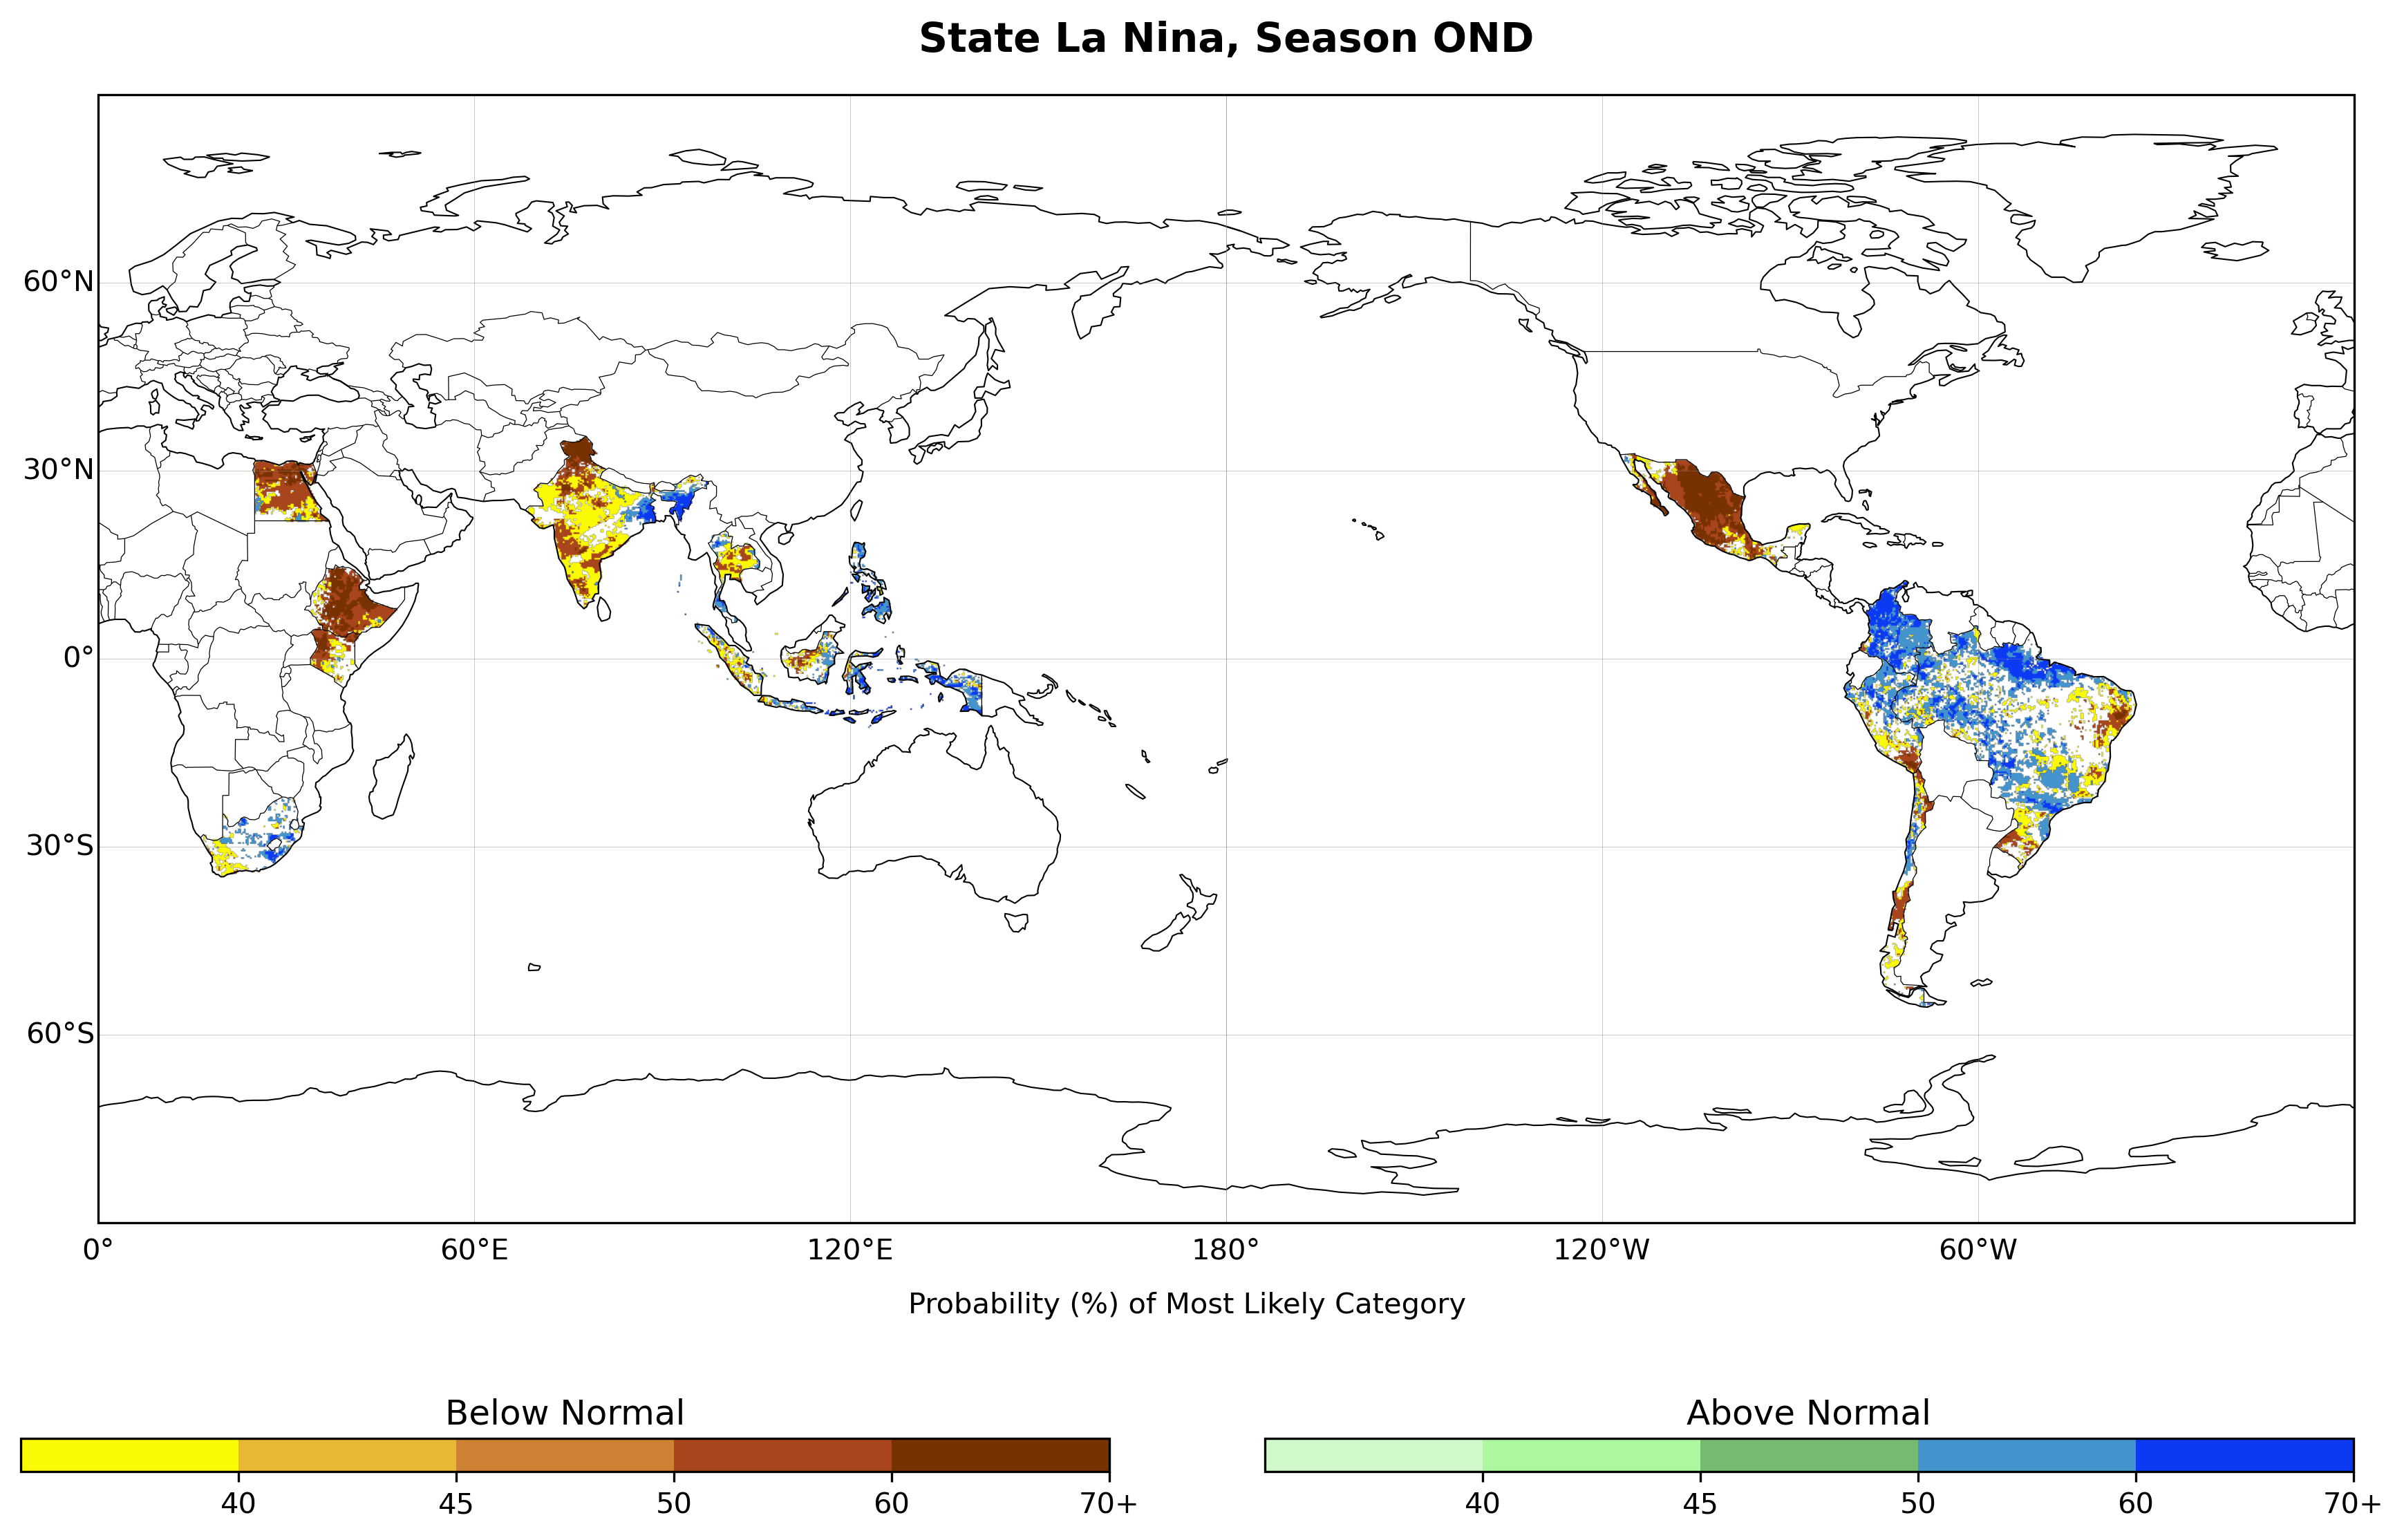 State La Nina, Season OND
60°N
30°N
0°
30°S
60°S
0°
60°E
120°E
180°
120°W
60°W
Probability (%) of Most Likely Category
Below Normal
Above Normal
40
45
50
60
70+
40
45
50
60
70+